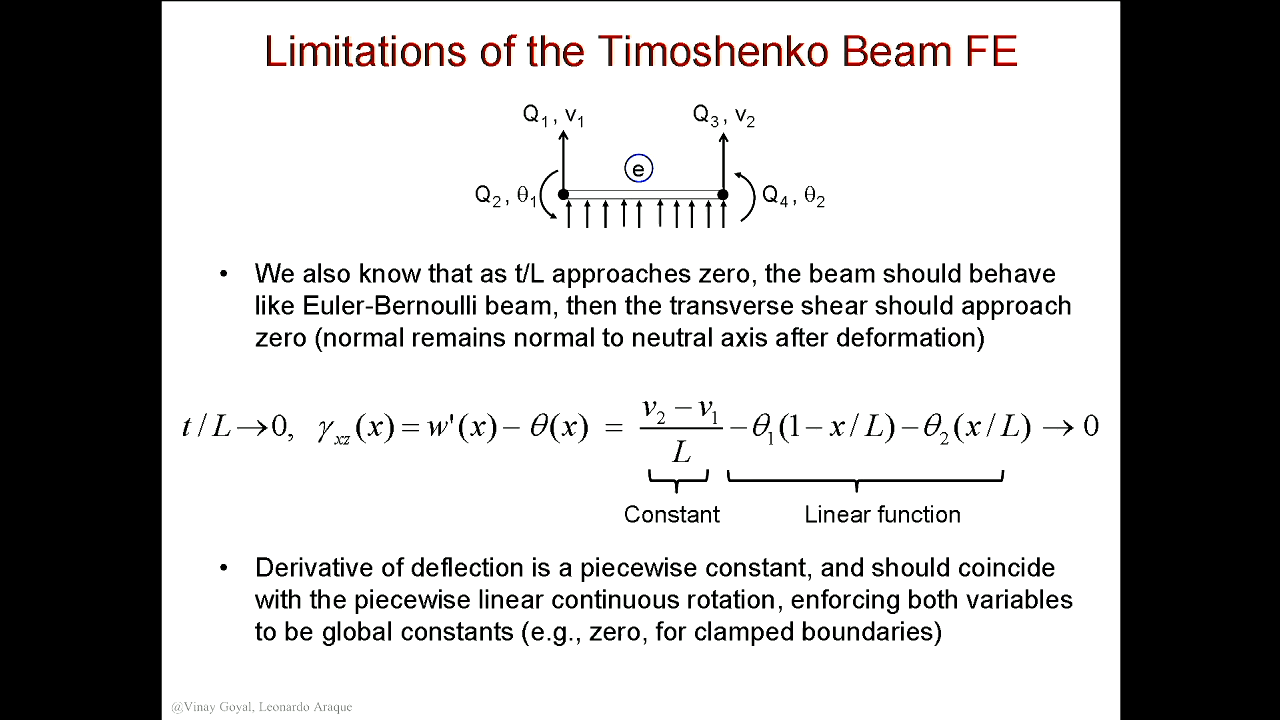 Limitations of the Timoshenko Beam FE
Q₁ , v₁ Q₃ , v₂
e
Q₂ , θ₁ Q₄ , θ₂
• We also know that as t/L approaches zero, the beam should behave
like Euler-Bernoulli beam, then the transverse shear should approach
zero (normal remains normal to neutral axis after deformation)
t / L → 0, γxz (x) = w'(x) − θ(x) = (v₂ − v₁)/L − θ₁(1 − x / L) − θ₂(x / L) → 0
Constant Linear function
• Derivative of deflection is a piecewise constant, and should coincide
with the piecewise linear continuous rotation, enforcing both variables
to be global constants (e.g., zero, for clamped boundaries)
@Vinay Goyal, Leonardo Araque